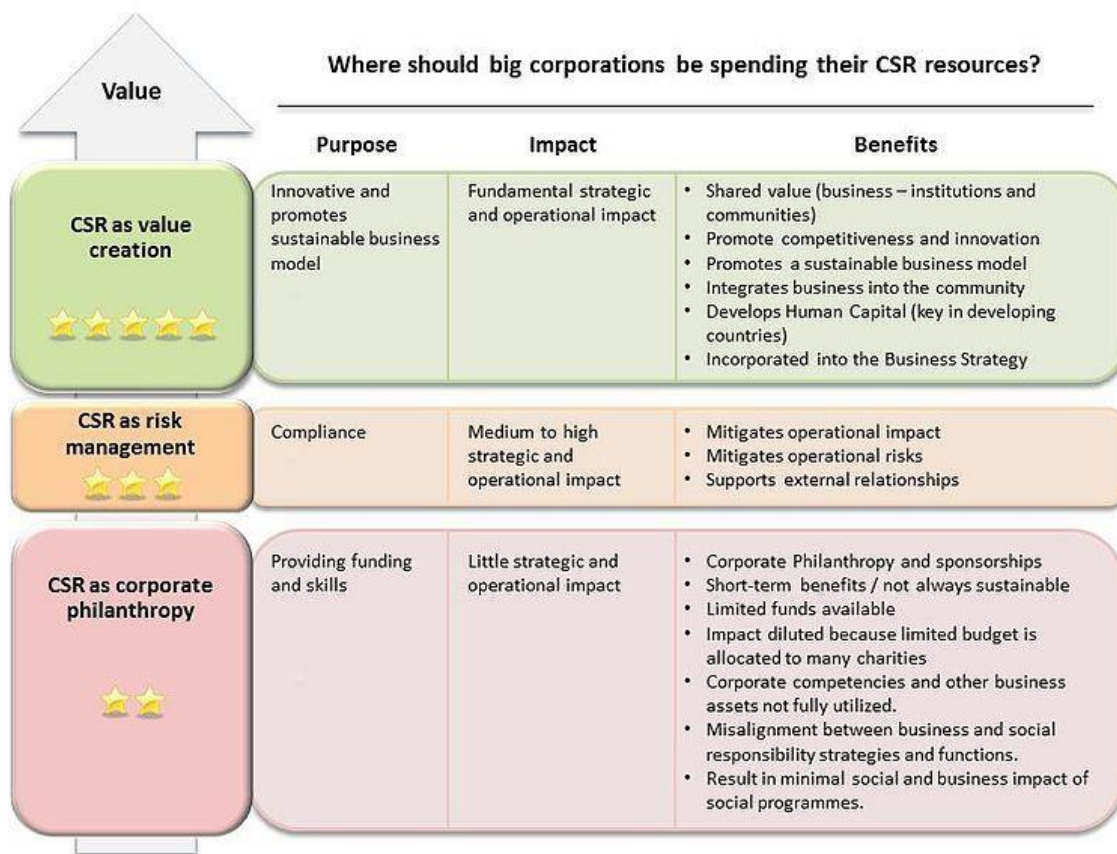 Value
Where should big corporations be spending their CSR resources?
Purpose
Impact
Benefits
CSR as value
creation
Innovative and
promotes
sustainable business
model
Fundamental strategic
and operational impact
• Shared value (business – institutions and
communities)
• Promote competitiveness and innovation
• Promotes a sustainable business model
• Integrates business into the community
• Develops Human Capital (key in developing
countries)
• Incorporated into the Business Strategy
CSR as risk
management
Compliance
Medium to high
strategic and
operational impact
• Mitigates operational impact
• Mitigates operational risks
• Supports external relationships
CSR as corporate
philanthropy
Providing funding
and skills
Little strategic and
operational impact
• Corporate Philanthropy and sponsorships
• Short-term benefits / not always sustainable
• Limited funds available
• Impact diluted because limited budget is
allocated to many charities
• Corporate competencies and other business
assets not fully utilized.
• Misalignment between business and social
responsibility strategies and functions.
• Result in minimal social and business impact of
social programmes.